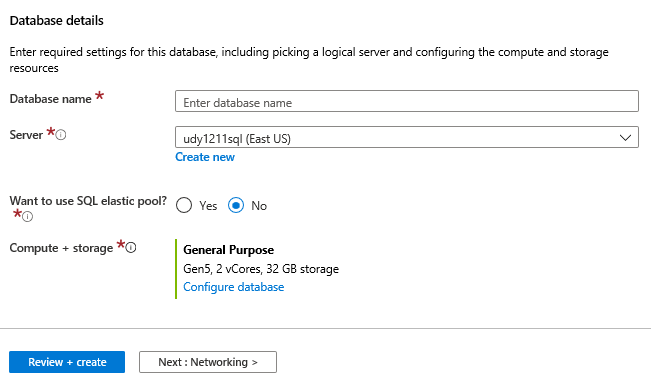 Database details
Enter required settings for this database, including picking a logical server and configuring the compute and storage
resources
Database name *
Enter database name
Server *
udy1211sql (East US)
Create new
Want to use SQL elastic pool?
*
Yes
No
Compute + storage *
General Purpose
Gen5, 2 vCores, 32 GB storage
Configure database
Review + create
Next : Networking >